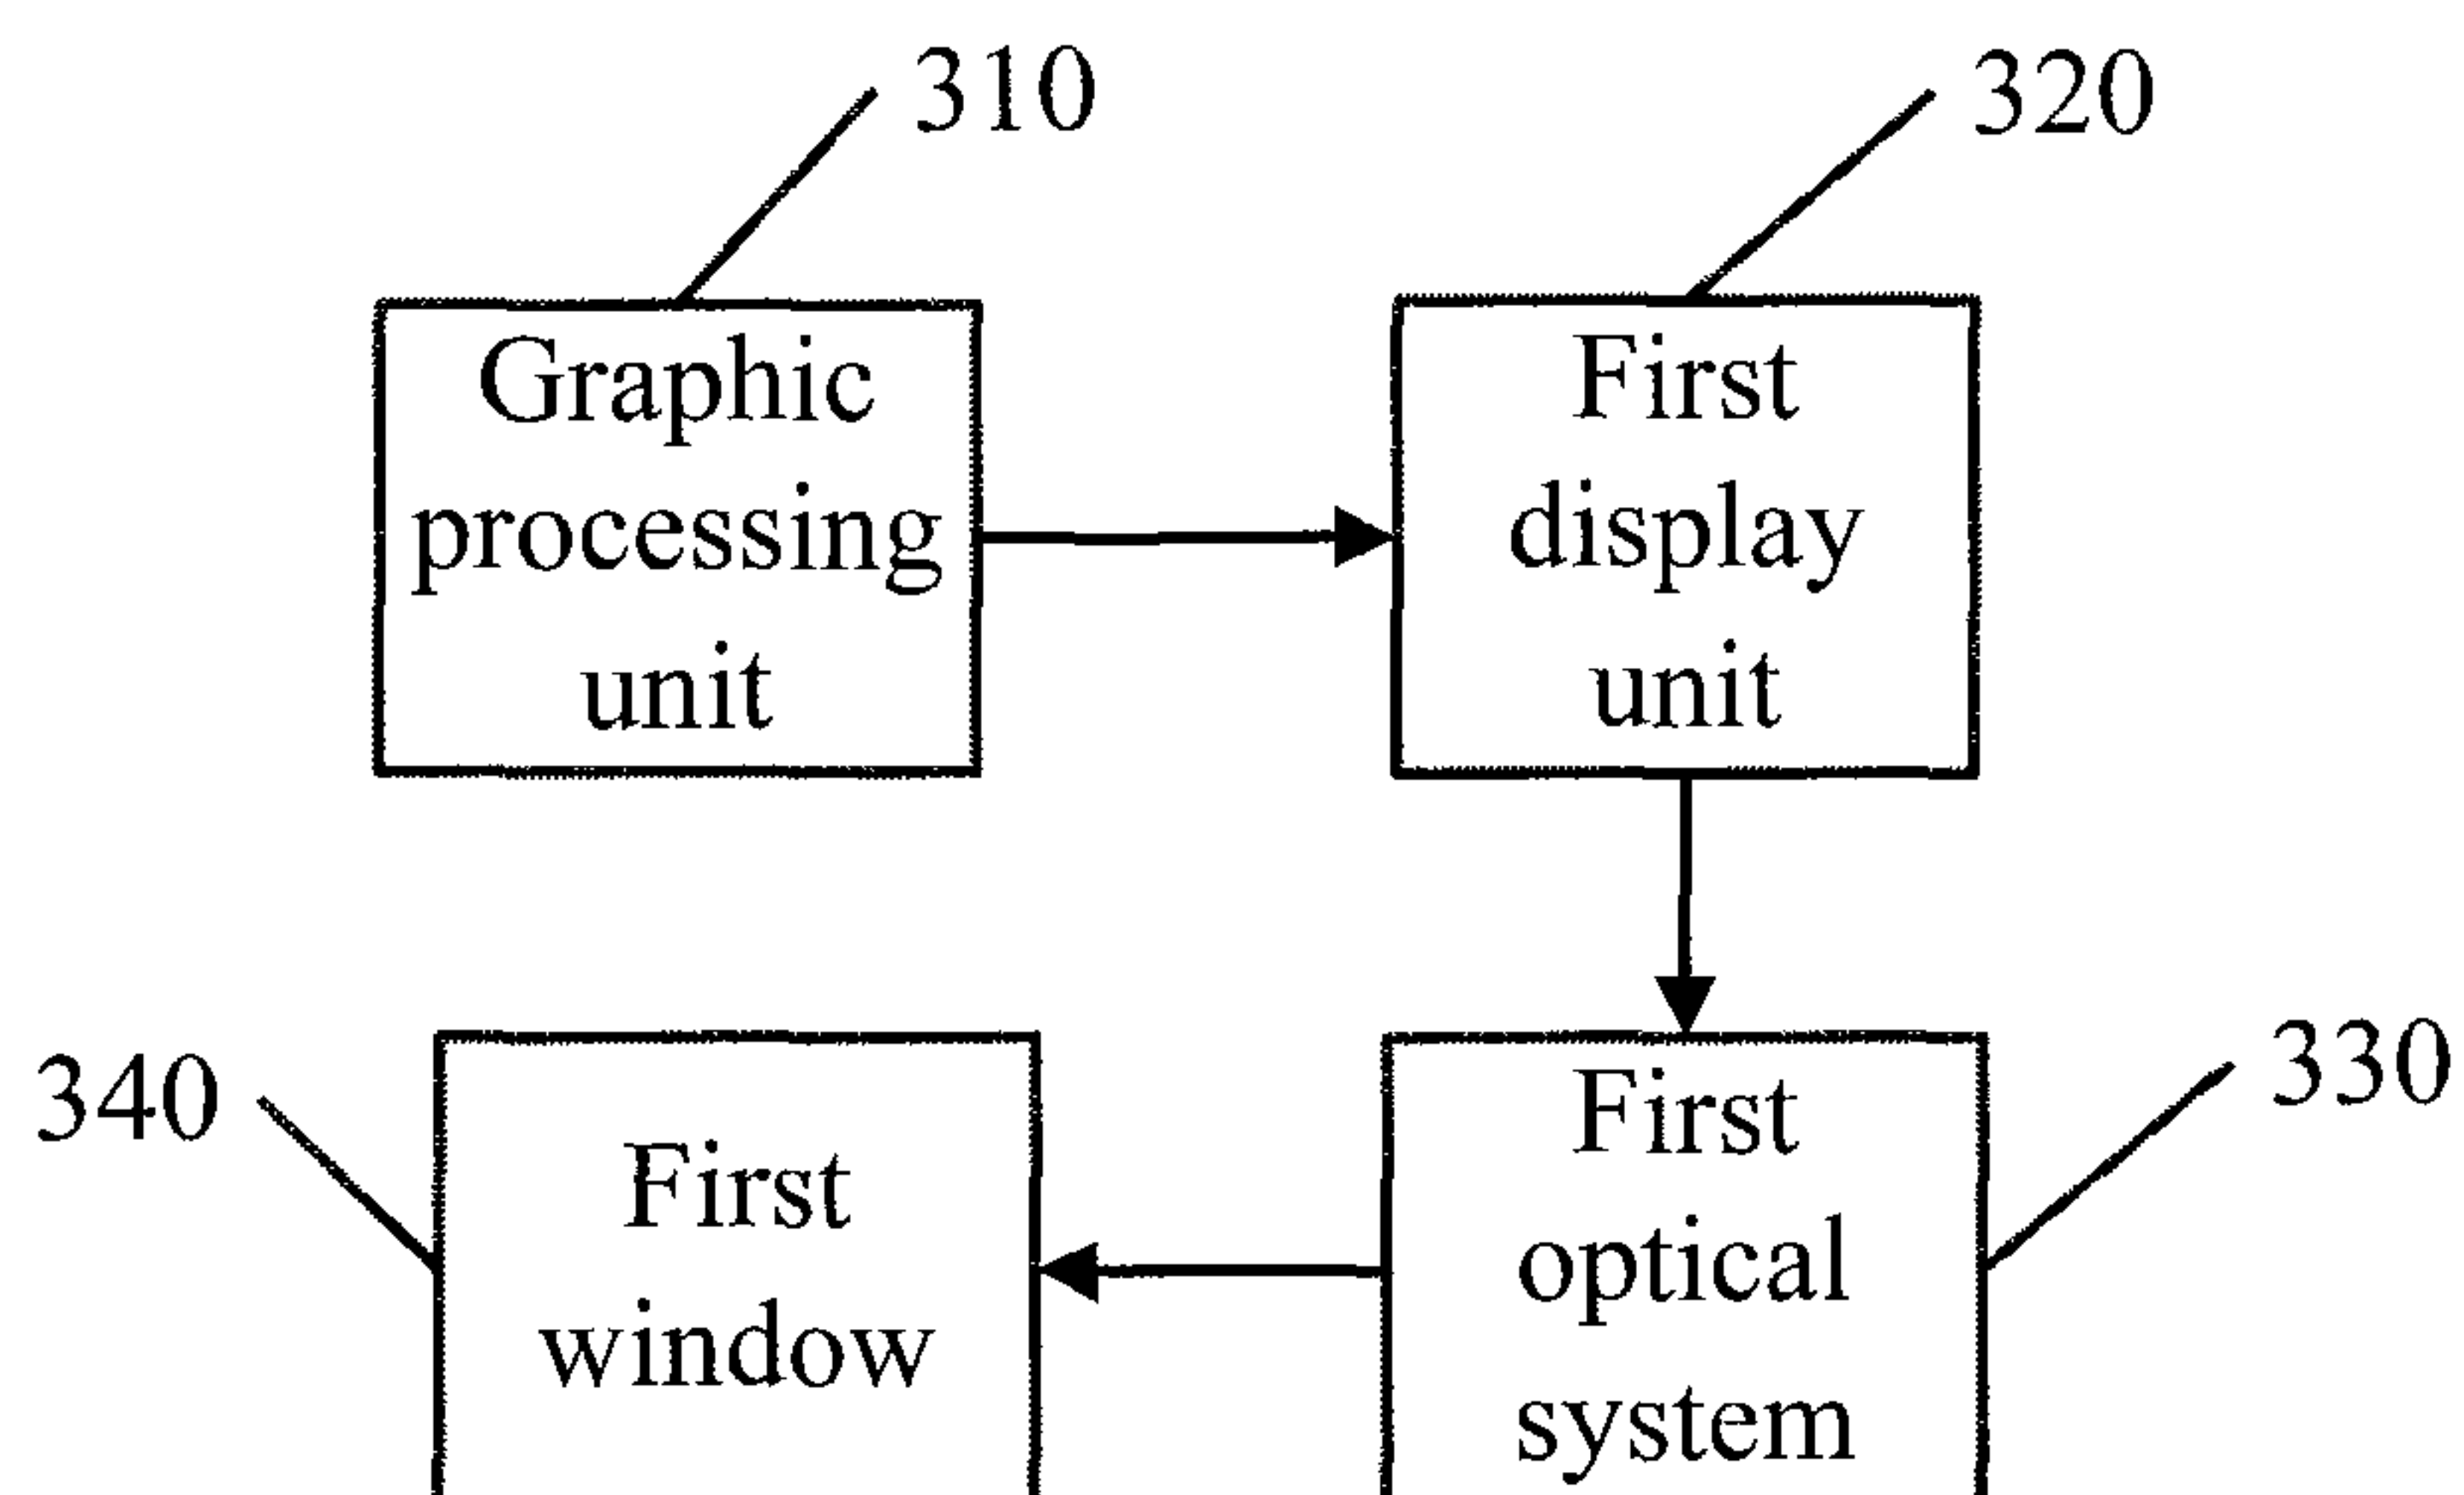 310
320
Graphic
processing
unit
First
display
unit
340
First
window
First
optical
system
330